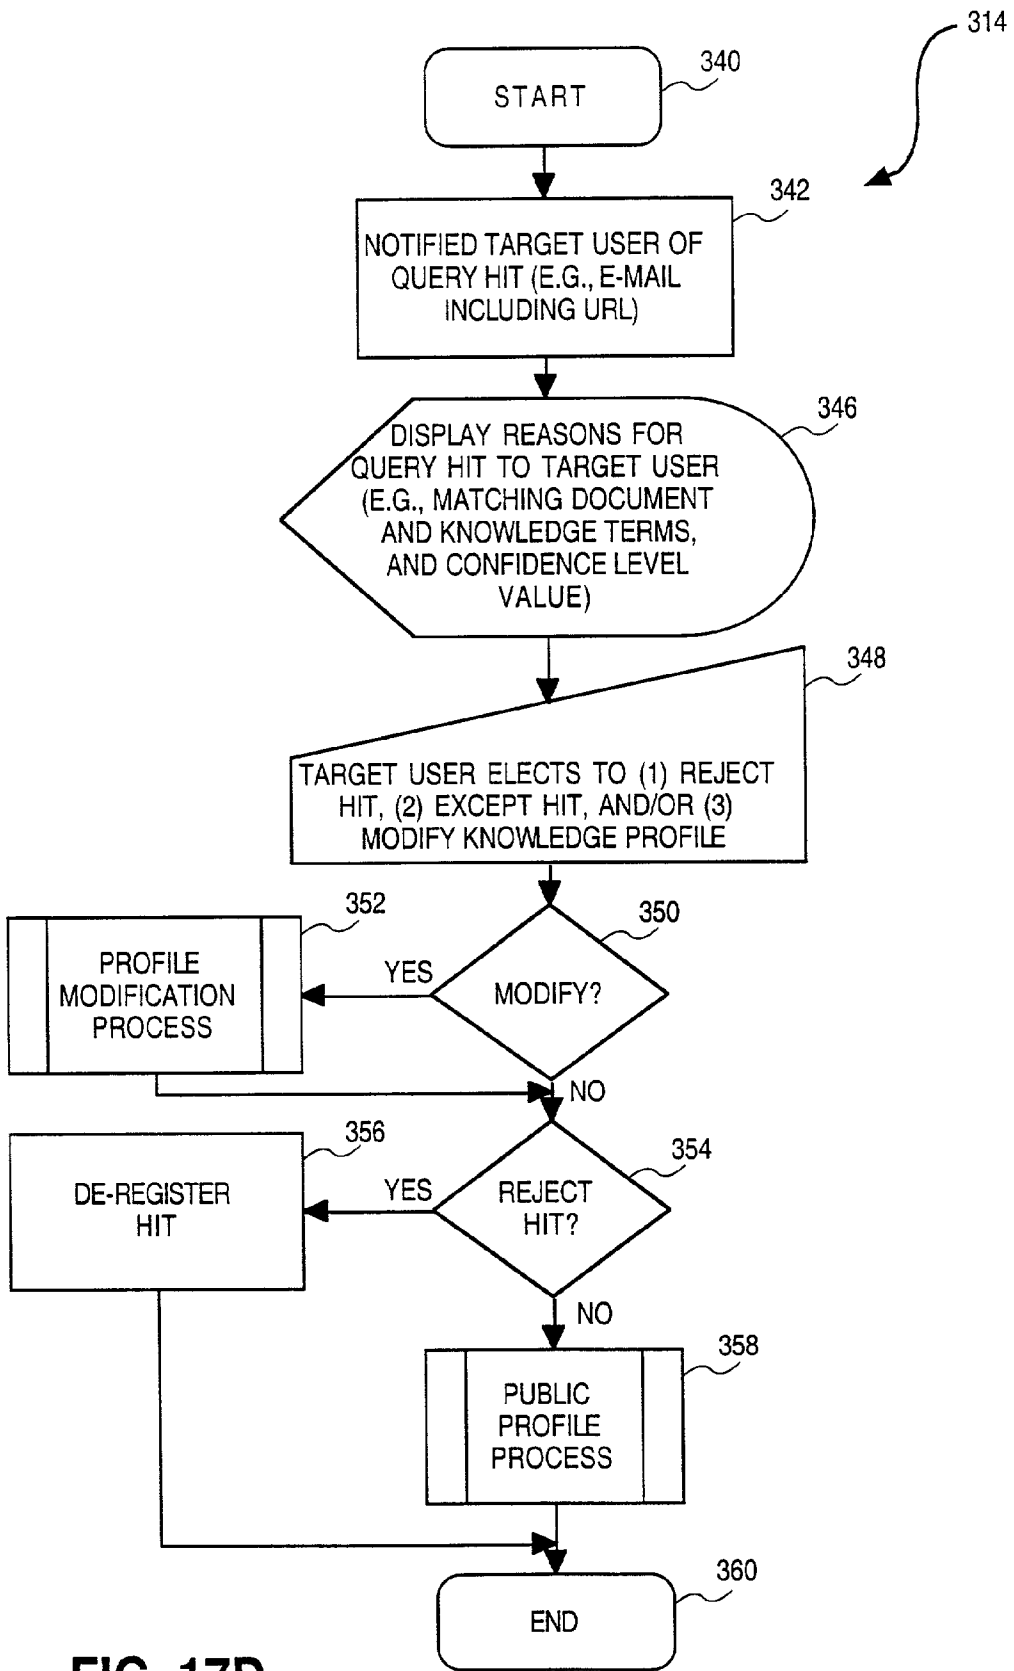 314
START
340
342
NOTIFIED TARGET USER OF
QUERY HIT (E.G., E-MAIL
INCLUDING URL)
346
DISPLAY REASONS FOR
QUERY HIT TO TARGET USER
(E.G., MATCHING DOCUMENT
AND KNOWLEDGE TERMS,
AND CONFIDENCE LEVEL
VALUE)
348
TARGET USER ELECTS TO (1) REJECT
HIT, (2) EXCEPT HIT, AND/OR (3)
MODIFY KNOWLEDGE PROFILE
352
350
PROFILE
MODIFICATION
PROCESS
YES
MODIFY?
NO
356
354
DE-REGISTER
HIT
YES
REJECT
HIT?
NO
358
PUBLIC
PROFILE
PROCESS
360
END
FIG. 17D